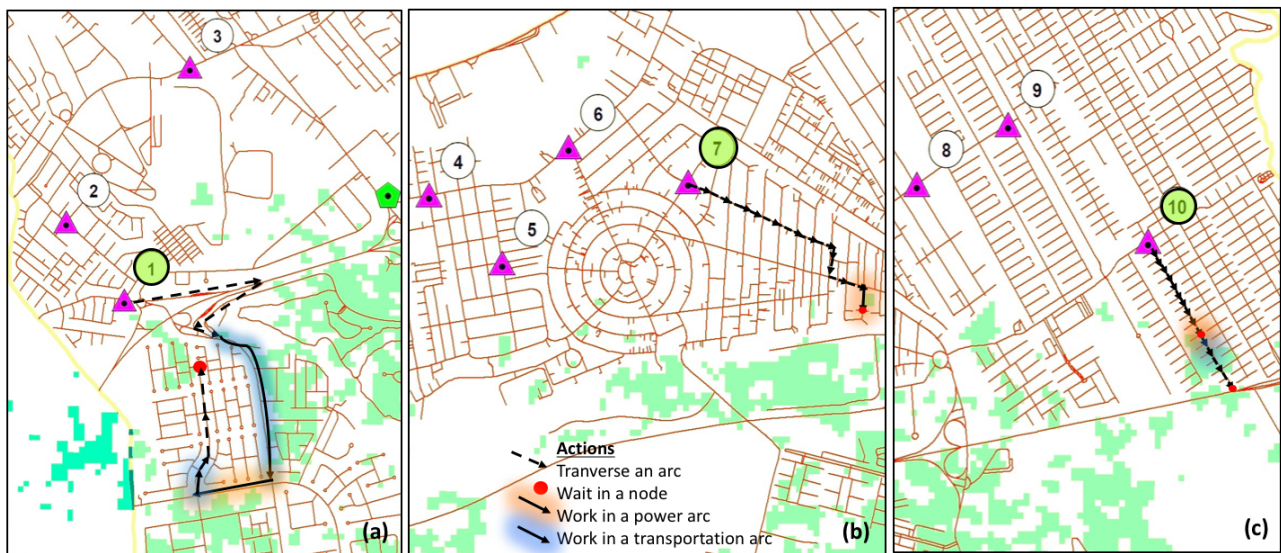 3
2
1
(a)
6
7
4
5
Actions
Tranverse an arc
Wait in a node
Work in a power arc
Work in a transportation arc
(b)
9
8
10
(c)